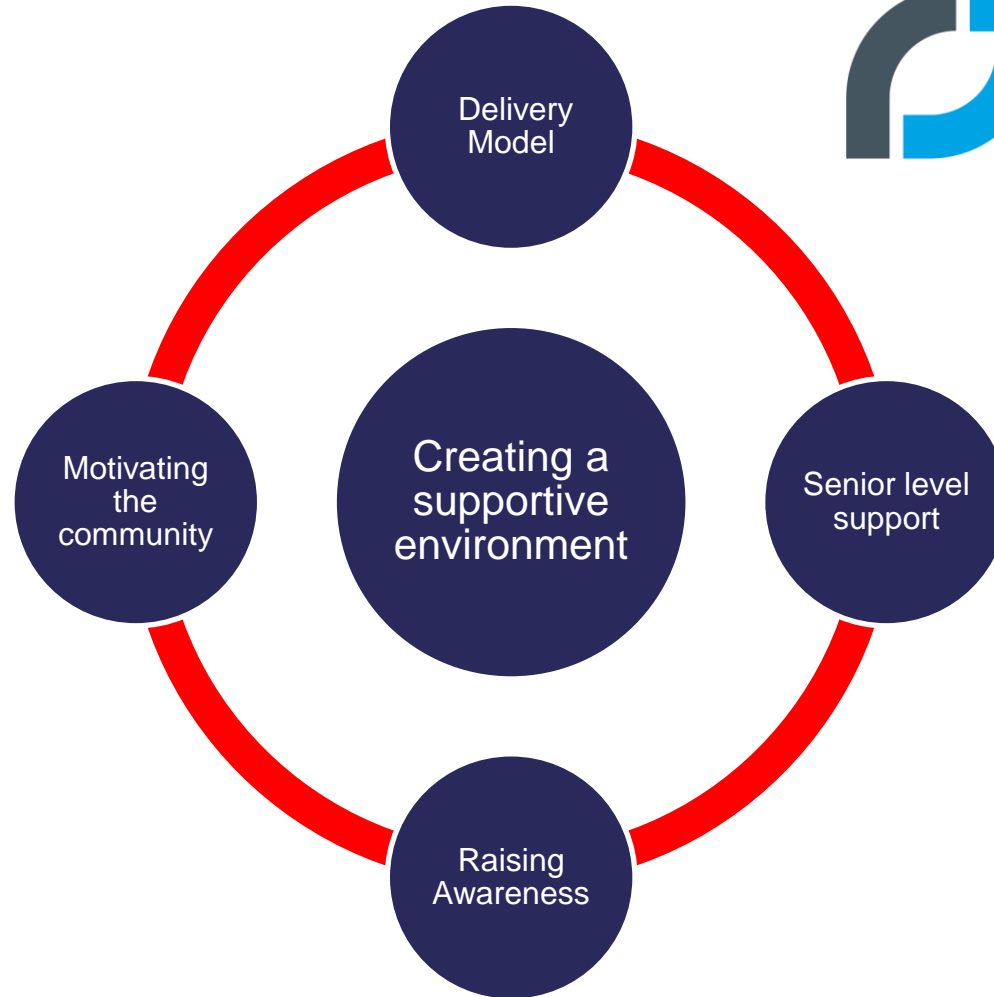 Delivery
Model
Motivating
the
community
Creating a
supportive
environment
Senior level
support
Raising
Awareness